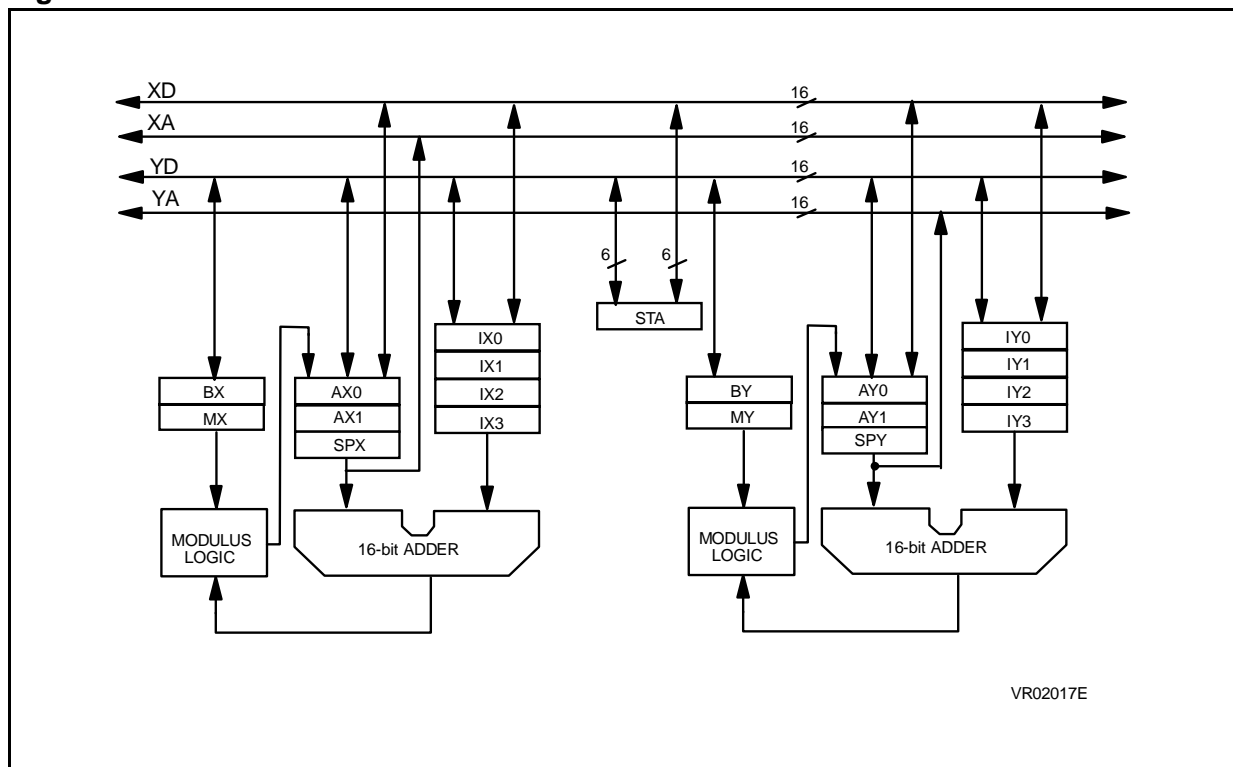 XD
16
XA
16
YD
16
YA
16
6
6
STA
IX0
IX1
IX2
IX3
BX
MX
AX0
AX1
SPX
MODULUS
LOGIC
16-bit ADDER
IY0
IY1
IY2
IY3
BY
MY
AY0
AY1
SPY
MODULUS
LOGIC
16-bit ADDER
VR02017E